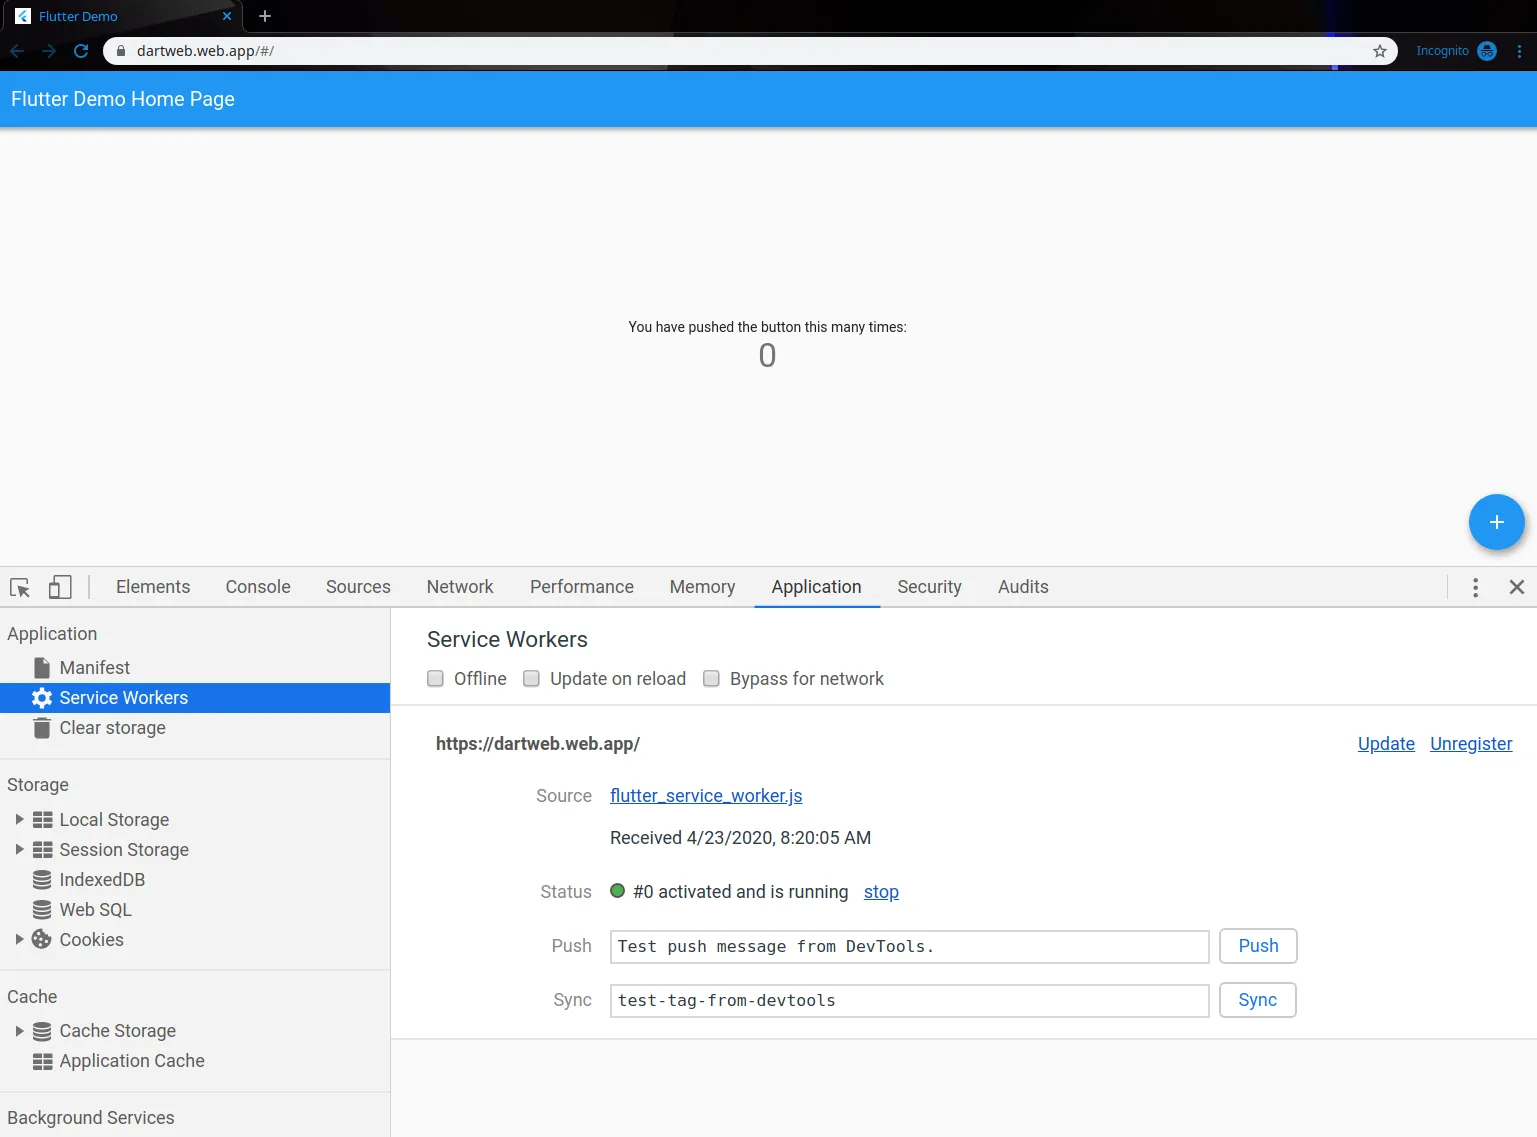 Flutter Demo
dartweb.web.app/#/
Incognito
Flutter Demo Home Page
You have pushed the button this many times:
0
Elements Console Sources Network Performance Memory Application Security Audits
Application
Manifest
Service Workers
Clear storage
Storage
Local Storage
Session Storage
IndexedDB
Web SQL
Cookies
Cache
Cache Storage
Application Cache
Background Services
Service Workers
Offline Update on reload Bypass for network
https://dartweb.web.app/ Update Unregister
Source flutter_service_worker.js
Received 4/23/2020, 8:20:05 AM
Status #0 activated and is running stop
Push Test push message from DevTools. Push
Sync test-tag-from-devtools Sync